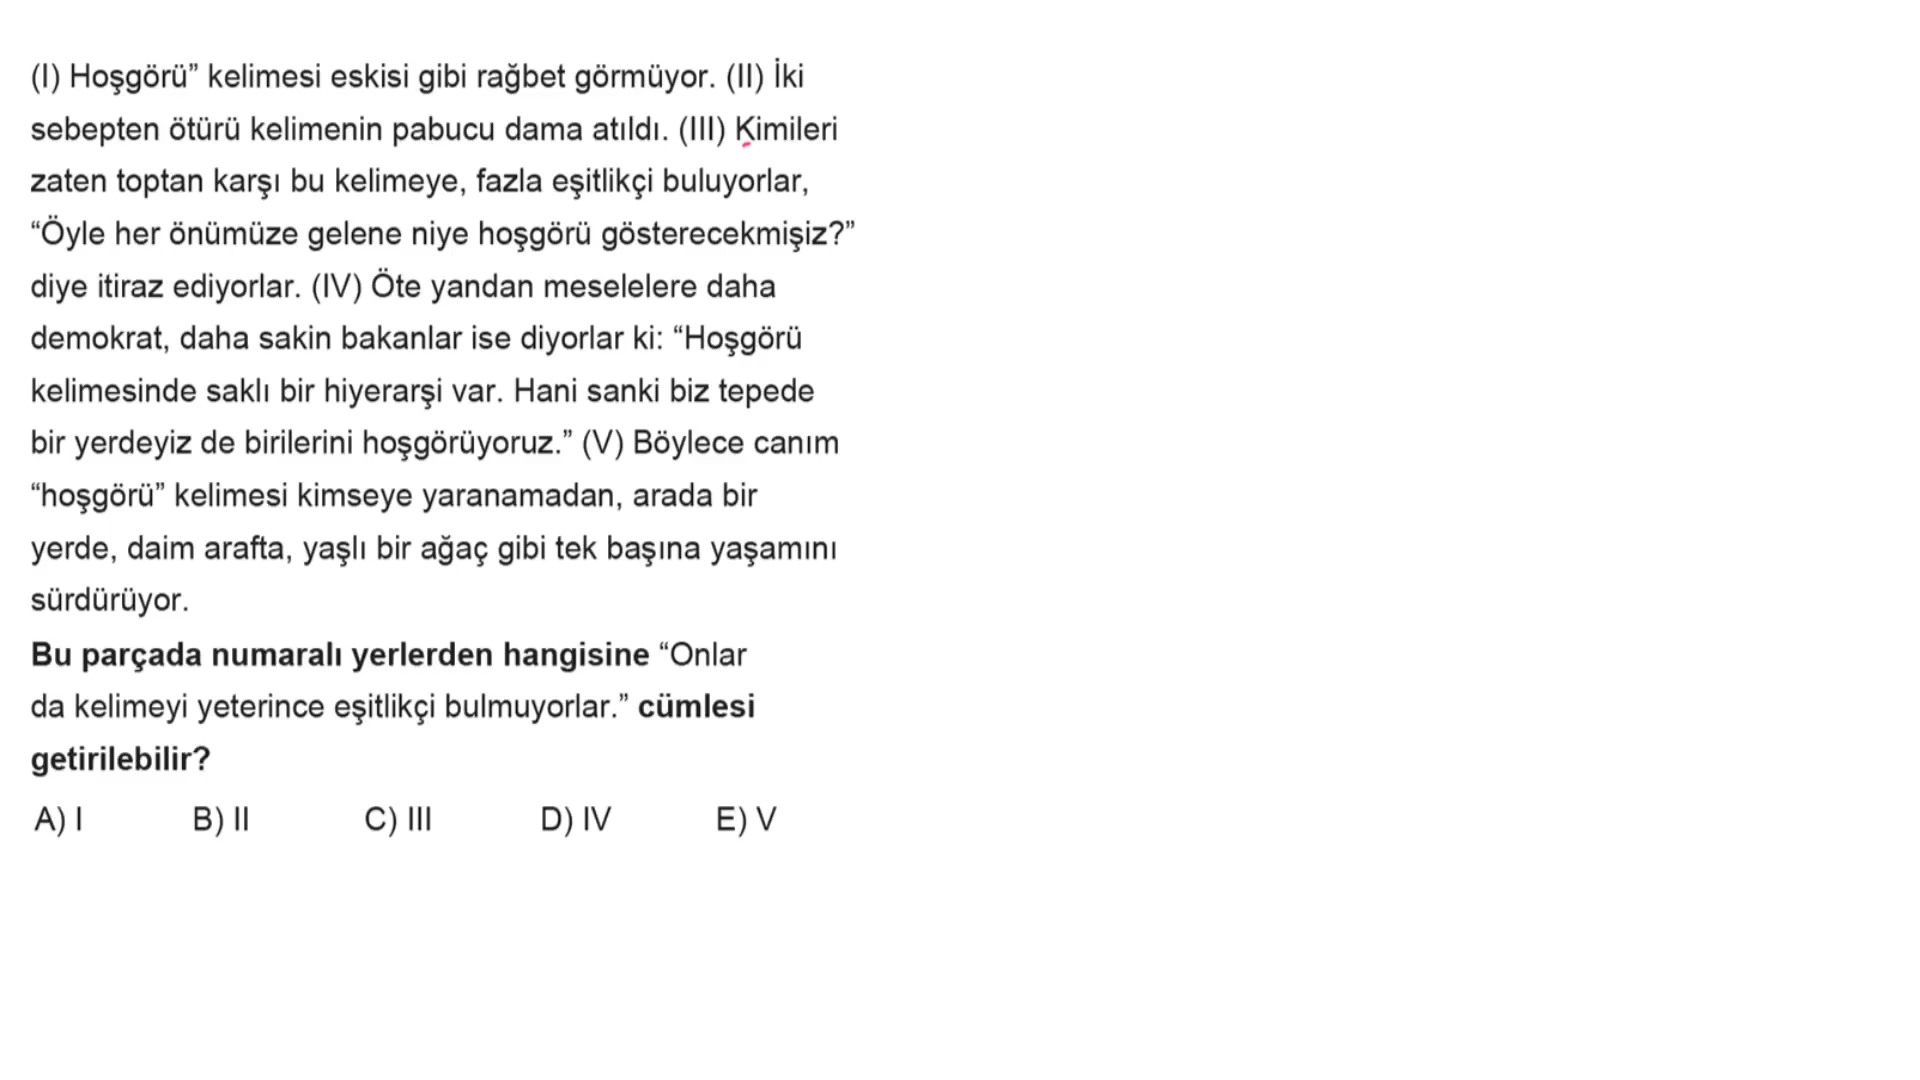 (I) Hoşgörü” kelimesi eskisi gibi rağbet görmüyor. (II) İki
sebepten ötürü kelimenin pabucu dama atıldı. (III) Kimileri
zaten toptan karşı bu kelimeye, fazla eşitlikçi buluyorlar,
“Öyle her önümüze gelene niye hoşgörü gösterecekmişiz?”
diye itiraz ediyorlar. (IV) Öte yandan meselelere daha
demokrat, daha sakin bakanlar ise diyorlar ki: “Hoşgörü
kelimesinde saklı bir hiyerarşi var. Hani sanki biz tepede
bir yerdeyiz de birilerini hoşgörüyoruz.” (V) Böylece canım
“hoşgörü” kelimesi kimseye yaranamadan, arada bir
yerde, daim arafta, yaşlı bir ağaç gibi tek başına yaşamını
sürdürüyor.
Bu parçada numaralı yerlerden hangisine “Onlar
da kelimeyi yeterince eşitlikçi bulmuyorlar.” cümlesi
getirilebilir?
A) I B) II C) III D) IV E) V